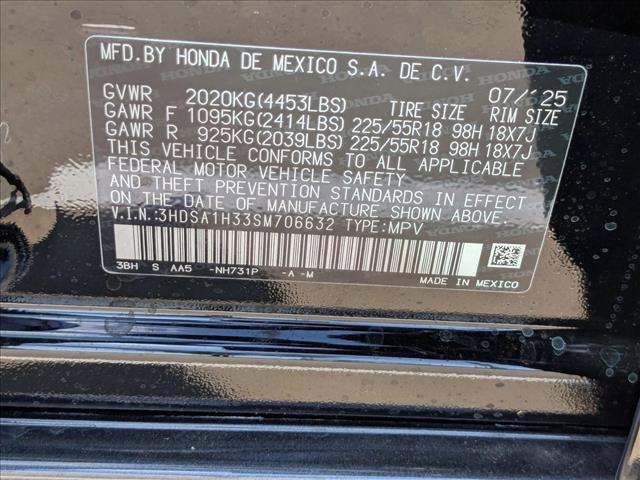 MFD.BY HONDA DE MEXICO S.A. DE C.V.
GVWR 2020KG(4453LBS) TIRE SIZE 07/'25 RIM SIZE
GAWR F 1095KG(2414LBS) 225/55R18 98H 18X7J
GAWR R 925KG(2039LBS) 225/55R18 98H 18X7J
THIS VEHICLE CONFORMS TO ALL APPLICABLE
FEDERAL MOTOR VEHICLE SAFETY
AND THEFT PREVENTION STANDARDS IN EFFECT
ON THE DATE OF MANUFACTURE SHOWN ABOVE
V.I.N.:3HDSA1H33SM706632 TYPE:MPV
3BH S AA5 -NH731P -A -M MADE IN MEXICO